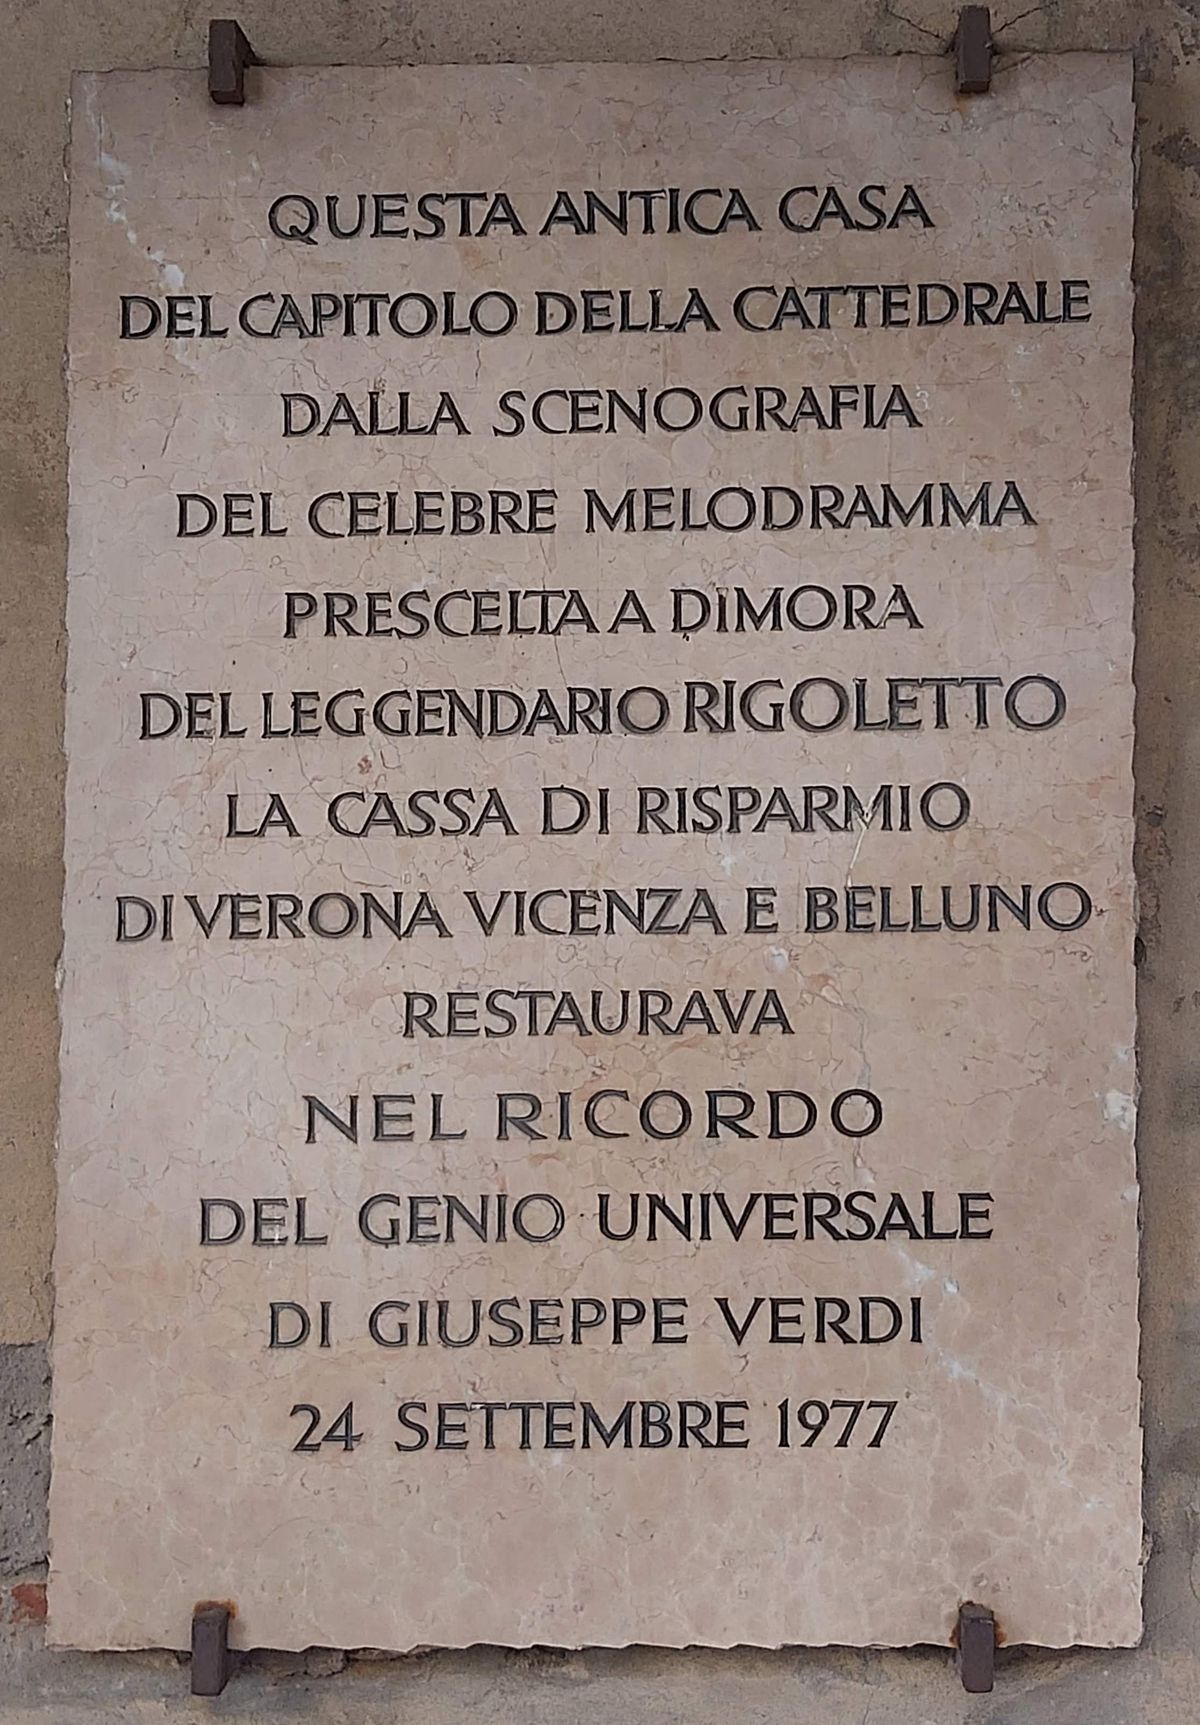 QUESTA ANTICA CASA
DEL CAPITOLO DELLA CATTEDRALE
DALLA SCENOGRAFIA
DEL CELEBRE MELODRAMMA
PRESCELTA A DIMORA
DEL LEGGENDARIO RIGOLETTO
LA CASSA DI RISPARMIO
DI VERONA VICENZA E BELLUNO
RESTAURAVA
NEL RICORDO
DEL GENIO UNIVERSALE
DI GIUSEPPE VERDI
24 SETTEMBRE 1977